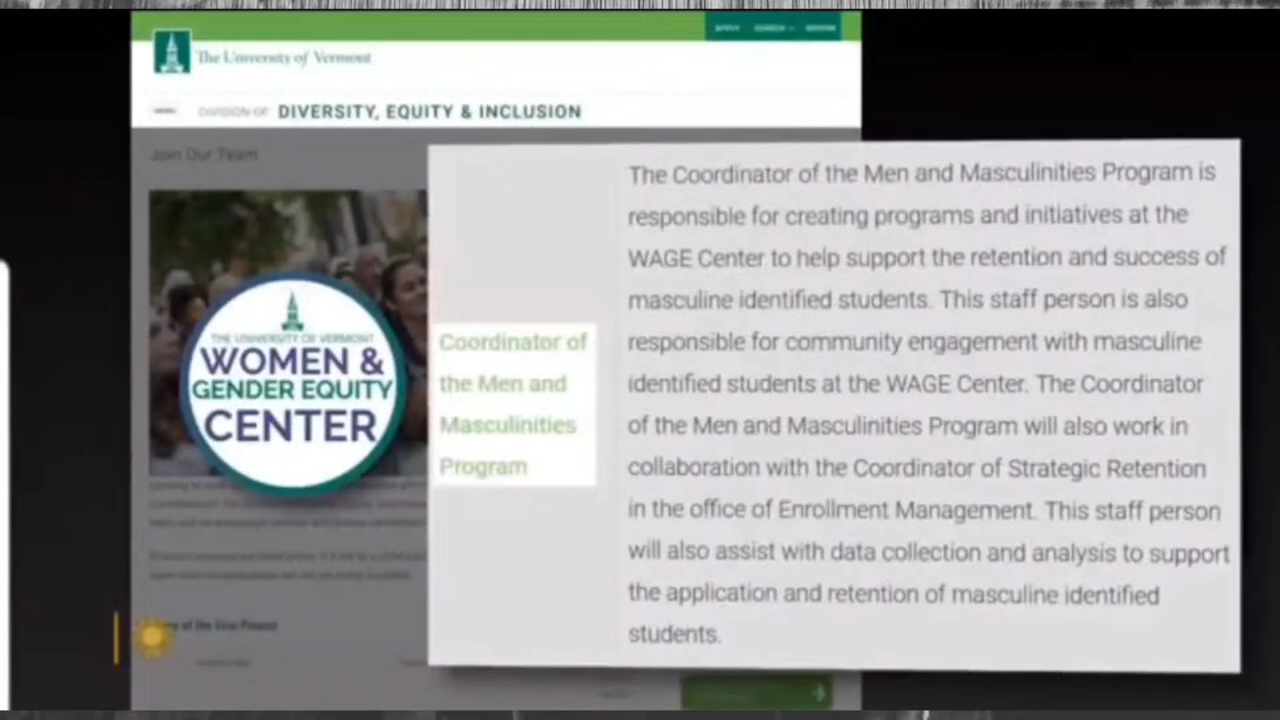 APPLY SEARCH
The University of Vermont
DIVISION OF DIVERSITY, EQUITY & INCLUSION
Join Our Team
THE UNIVERSITY OF VERMONT
WOMEN &
GENDER EQUITY
CENTER
Coordinator of
the Men and
Masculinities
Program
The Coordinator of the Men and Masculinities Program is
responsible for creating programs and initiatives at the
WAGE Center to help support the retention and success of
masculine identified students. This staff person is also
responsible for community engagement with masculine
identified students at the WAGE Center. The Coordinator
of the Men and Masculinities Program will also work in
collaboration with the Coordinator of Strategic Retention
in the office of Enrollment Management. This staff person
will also assist with data collection and analysis to support
the application and retention of masculine identified
students.
of the Vice Provost